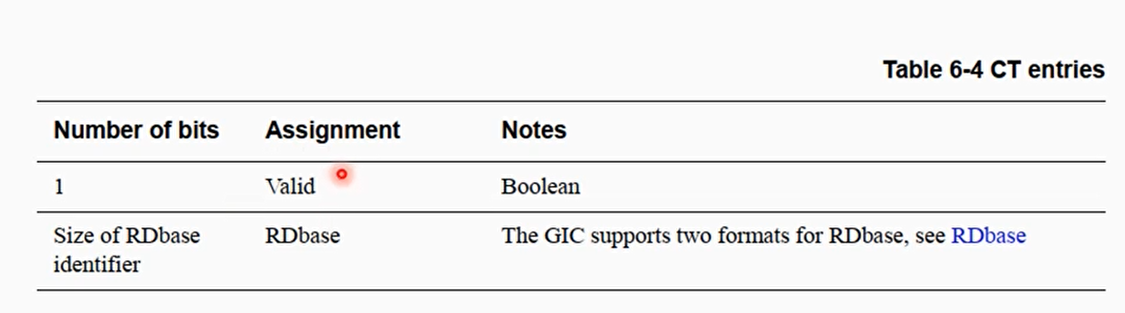 Table 6-4 CT entries
Number of bits Assignment Notes
1 Valid Boolean
Size of RDbase RDbase The GIC supports two formats for RDbase, see RDbase
identifier